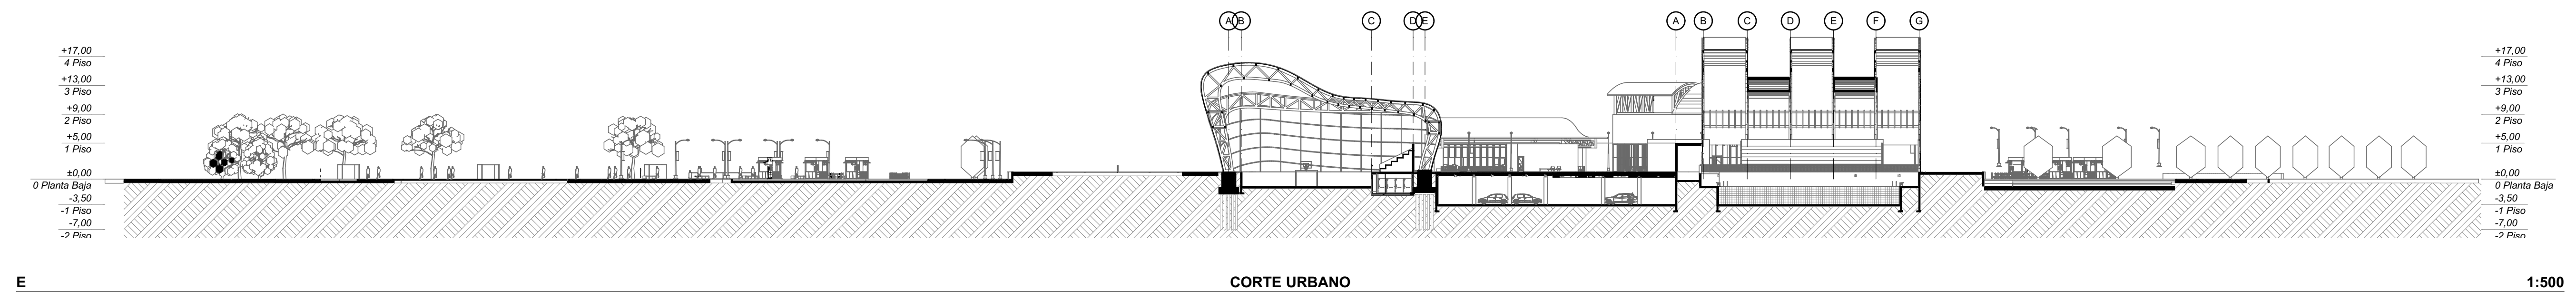 A B C D E A B C D E F G
+17,00
4 Piso
+13,00
3 Piso
+9,00
2 Piso
+5,00
1 Piso
±0,00
0 Planta Baja
-3,50
-1 Piso
-7,00
-2 Piso
+17,00
4 Piso
+13,00
3 Piso
+9,00
2 Piso
+5,00
1 Piso
±0,00
0 Planta Baja
-3,50
-1 Piso
-7,00
-2 Piso
E CORTE URBANO 1:500